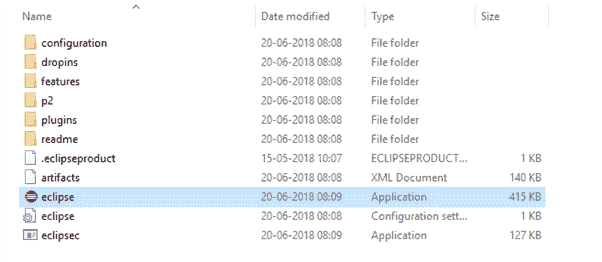 Name Date modified Type Size
configuration 20-06-2018 08:08 File folder
dropins 20-06-2018 08:08 File folder
features 20-06-2018 08:08 File folder
p2 20-06-2018 08:08 File folder
plugins 20-06-2018 08:08 File folder
readme 20-06-2018 08:08 File folder
.eclipseproduct 15-05-2018 10:07 ECLIPSEPRODUCT... 1 KB
artifacts 20-06-2018 08:08 XML Document 140 KB
eclipse 20-06-2018 08:09 Application 415 KB
eclipse 20-06-2018 08:08 Configuration sett... 1 KB
eclipsec 20-06-2018 08:09 Application 127 KB